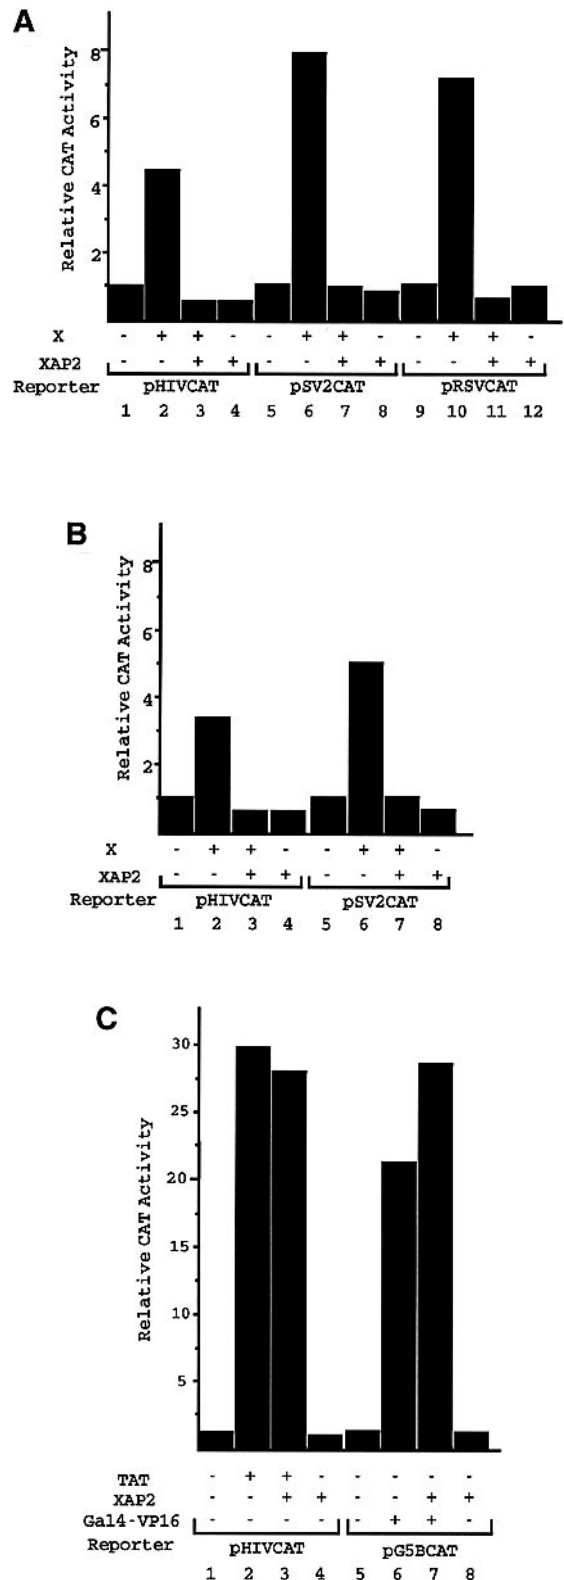 A
Relative CAT Activity
8
6
4
2
X - + + - - + + - - + + -
XAP2 - - + + - - + + - - + +
Reporter pHIVCAT pSV2CAT pRSVCAT
1 2 3 4 5 6 7 8 9 10 11 12
B
Relative CAT Activity
8
6
4
2
X - + + - - + + -
XAP2 - - + + - - + +
Reporter pHIVCAT pSV2CAT
1 2 3 4 5 6 7 8
C
Relative CAT Activity
30
25
20
15
10
5
TAT - + + - - - - -
XAP2 - - + + - - + +
Gal4-VP16 - - - - - + + -
Reporter pHIVCAT pG5BCAT
1 2 3 4 5 6 7 8